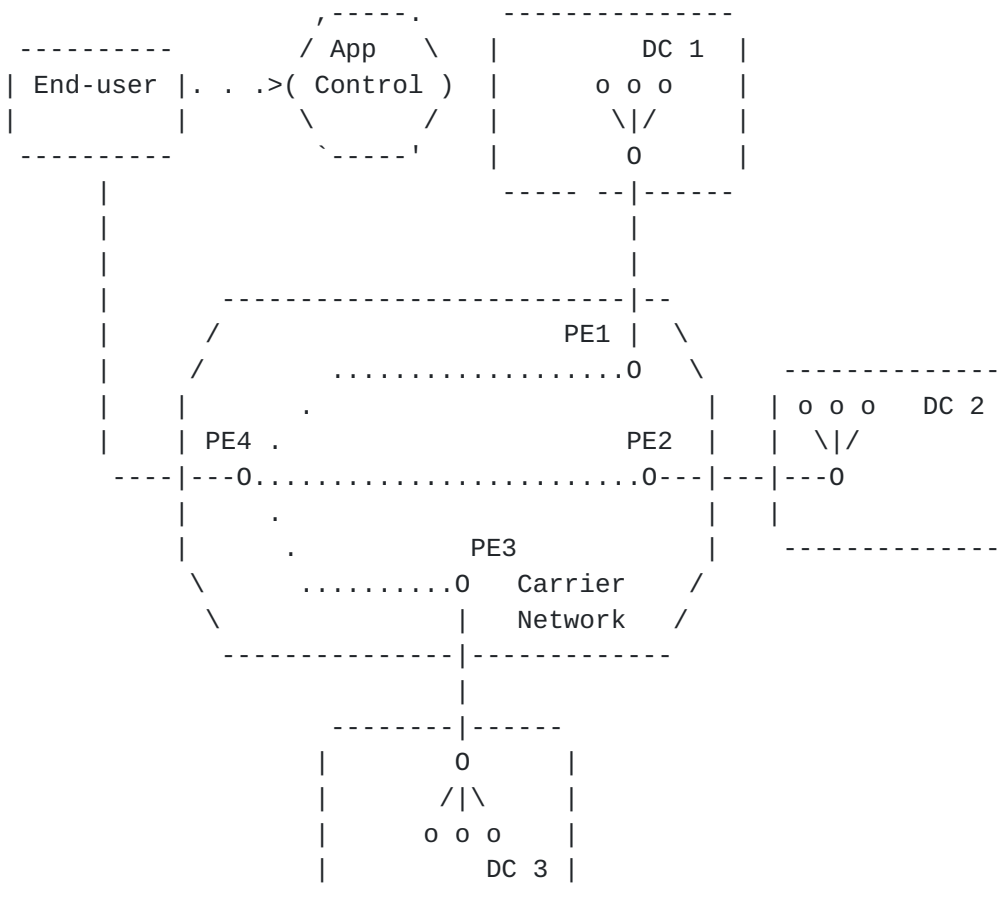 App DC 1
End-user Control
PE1
DC 2
PE4 PE2
PE3
Carrier
Network
DC 3